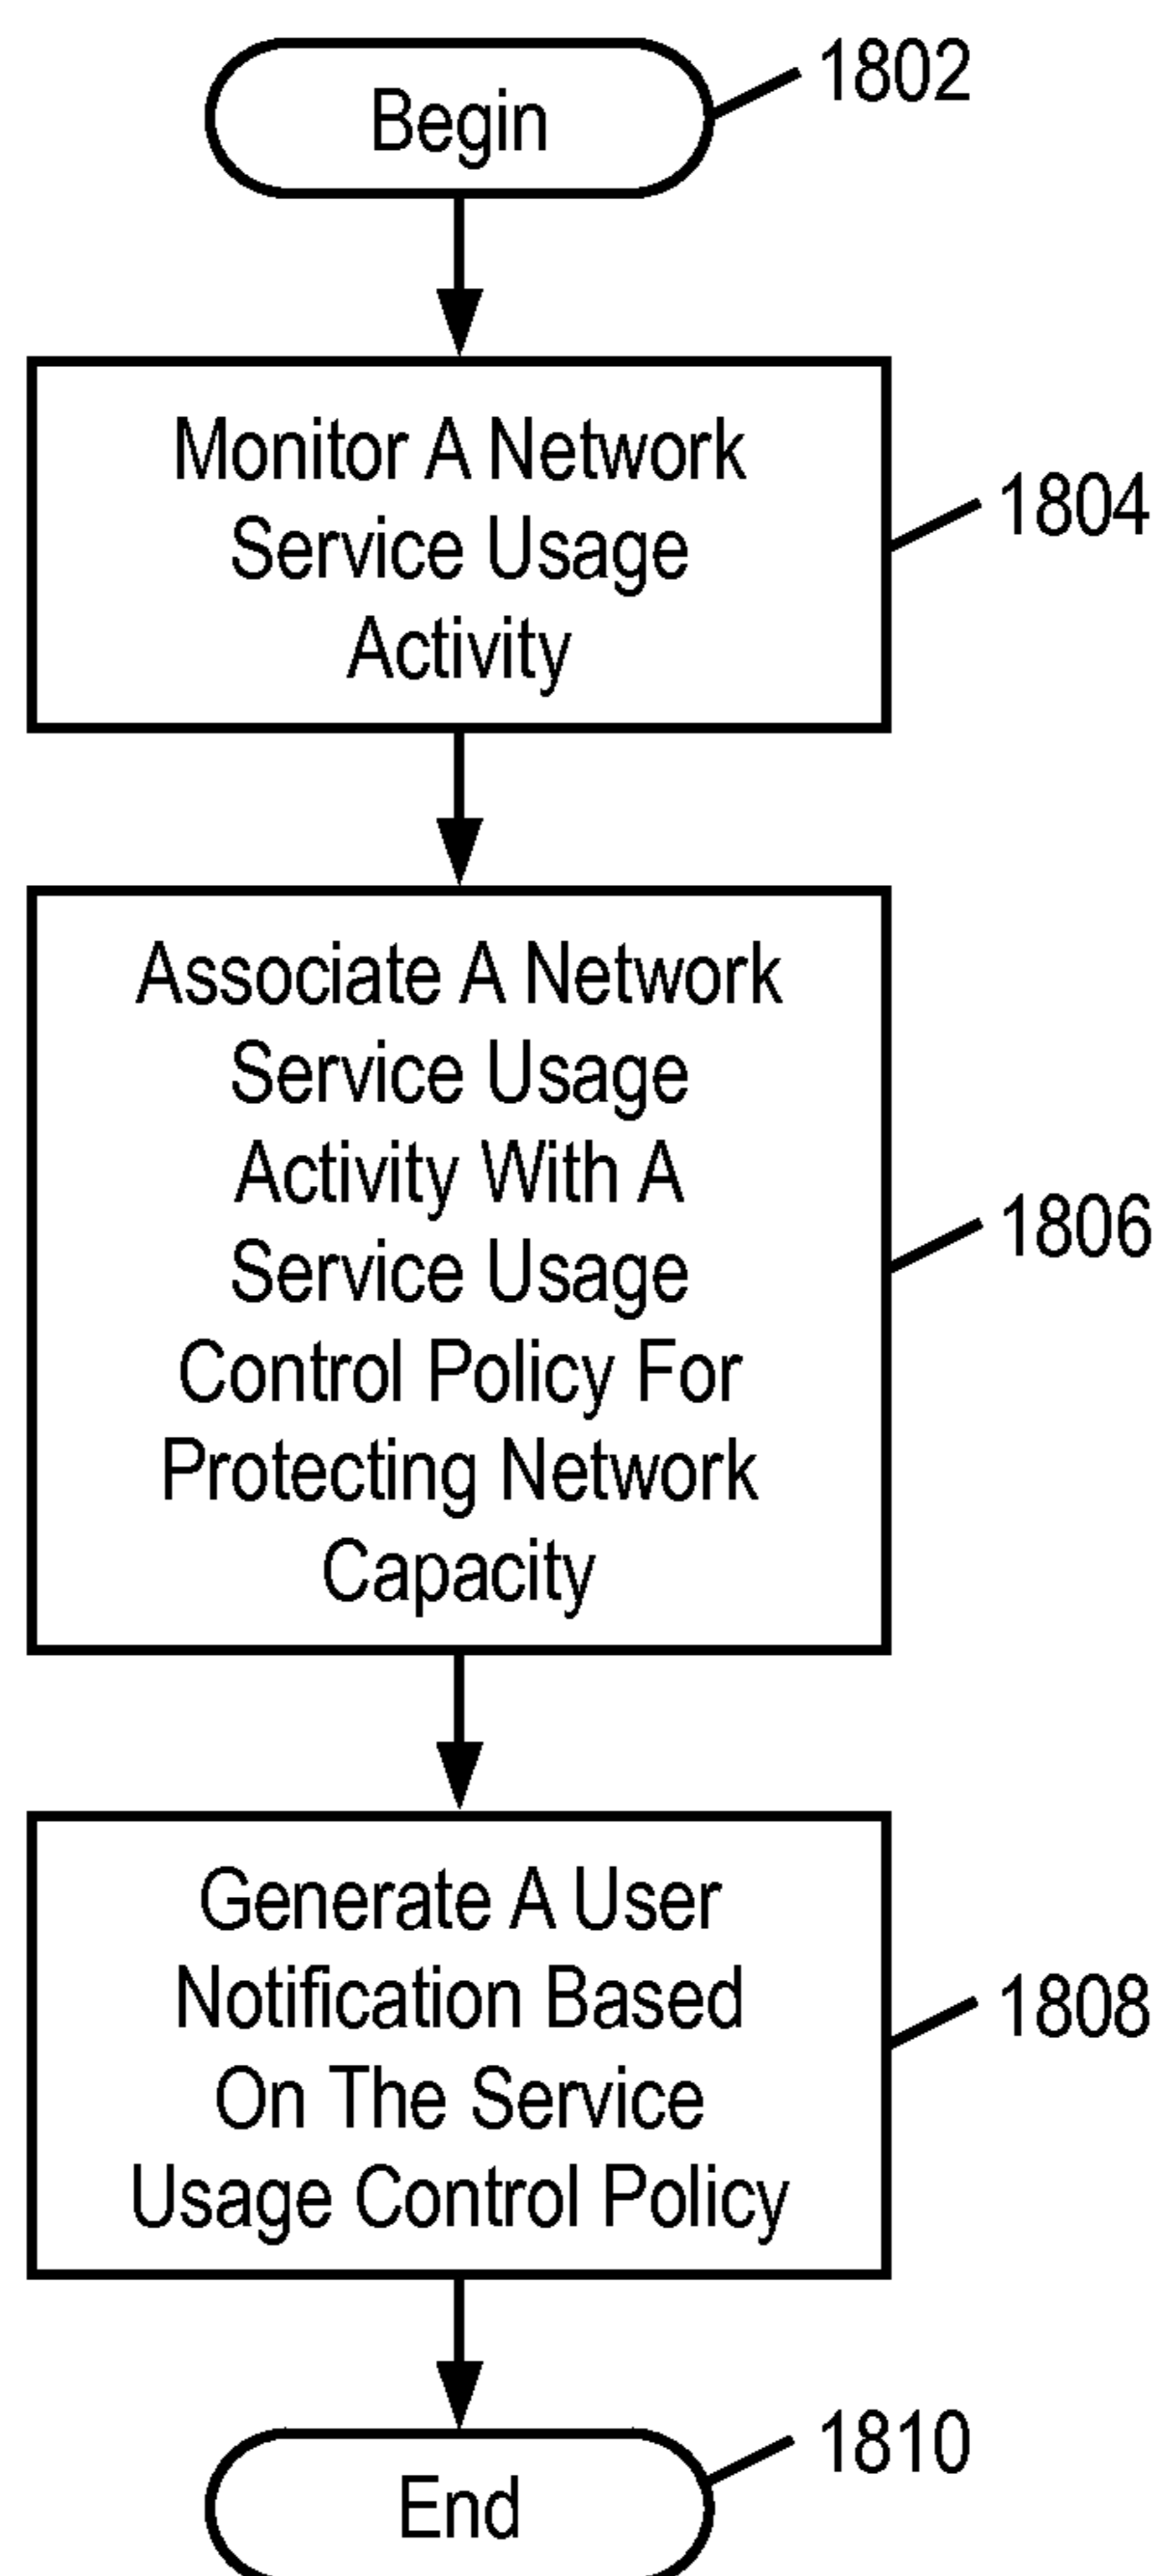 Begin
1802
Monitor A Network
Service Usage
Activity
1804
Associate A Network
Service Usage
Activity With A
Service Usage
Control Policy For
Protecting Network
Capacity
1806
Generate A User
Notification Based
On The Service
Usage Control Policy
1808
End
1810